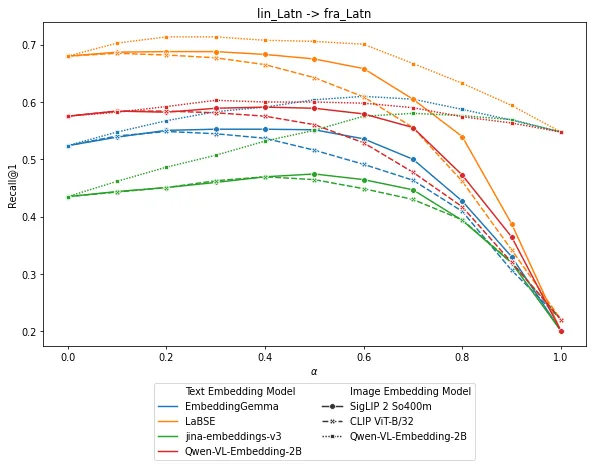 lin_Latn -> fra_Latn
0.7
0.6
0.5
0.4
0.3
0.2
Recall@1
0.0 0.2 0.4 0.6 0.8 1.0
α
Text Embedding Model Image Embedding Model
EmbeddingGemma SigLIP 2 So400m
LaBSE CLIP ViT-B/32
jina-embeddings-v3 Qwen-VL-Embedding-2B
Qwen-VL-Embedding-2B